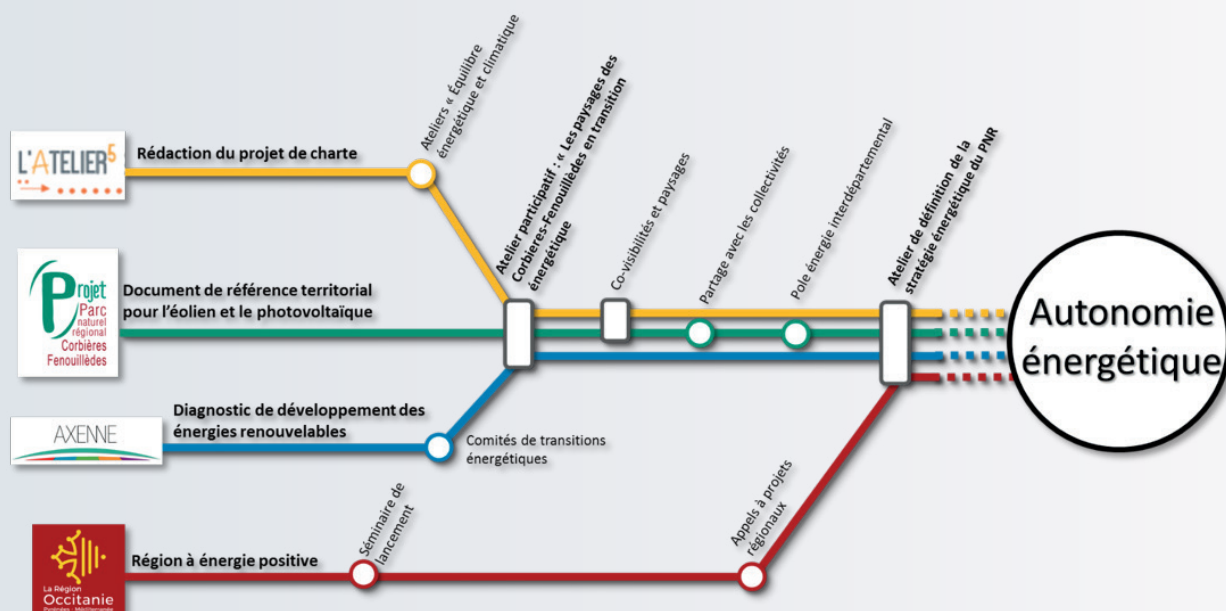 L'ATELIER5
Rédaction du projet de charte
Ateliers « Équilibre
énergétique et climatique
Projet
Parc
naturel
régional
Corbières
Fenouillèdes
Document de référence territorial
pour l'éolien et le photovoltaïque
Atelier participatif : « Les paysages des
Corbieres-Fenouillèdes en transition
énergétique
Co-visibilités et paysages
Partage avec les collectivités
Pole énergie interdépartemental
Atelier de définition de la
stratégie énergétique du PNR
Autonomie
énergétique
AXENNE
Diagnostic de développement des
énergies renouvelables
Comités de transitions
énergétiques
La Région
Occitanie
Pyrénées - Méditerranée
Région à énergie positive
Séminaire de
lancement
Appels à projets
régionaux